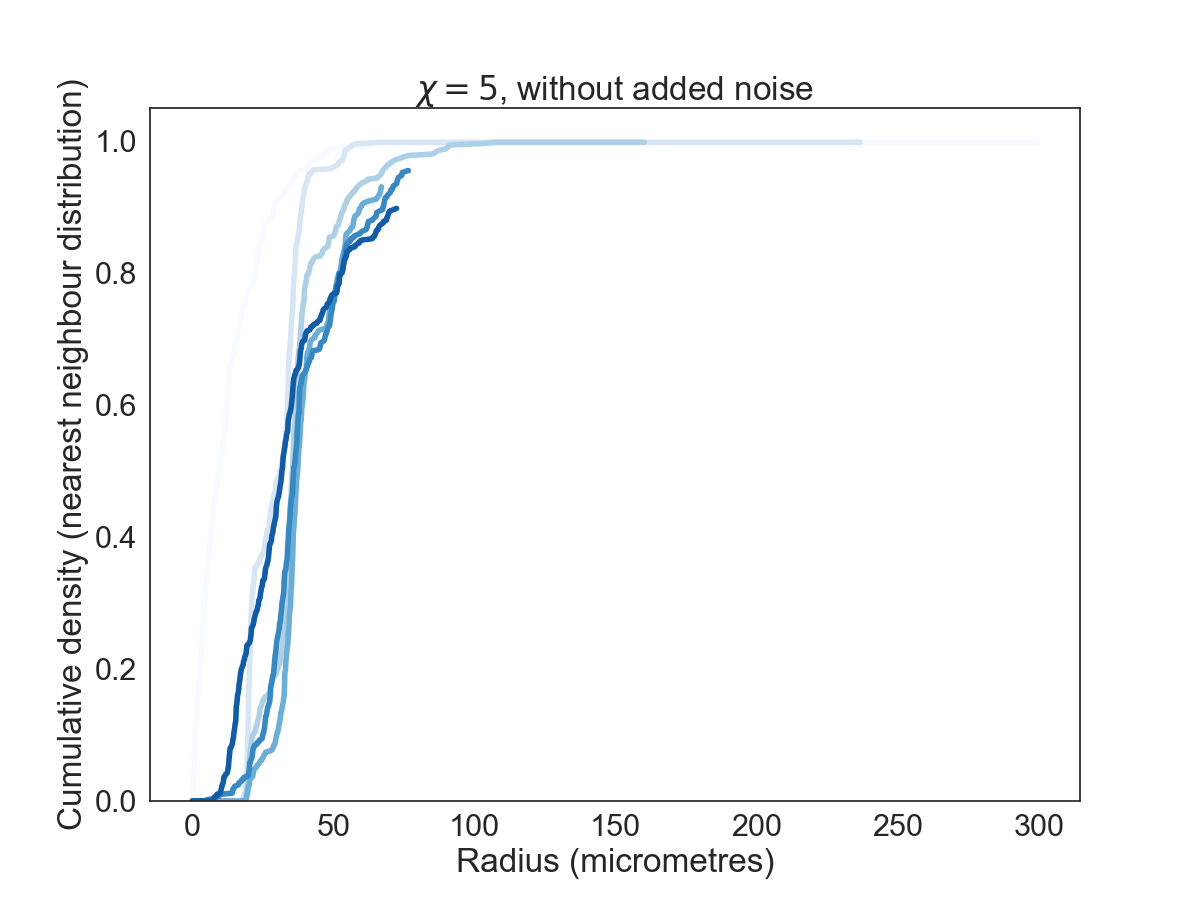 χ = 5, without added noise
Cumulative density (nearest neighbour distribution)
1.0
0.8
0.6
0.4
0.2
0.0
0 50 100 150 200 250 300
Radius (micrometres)